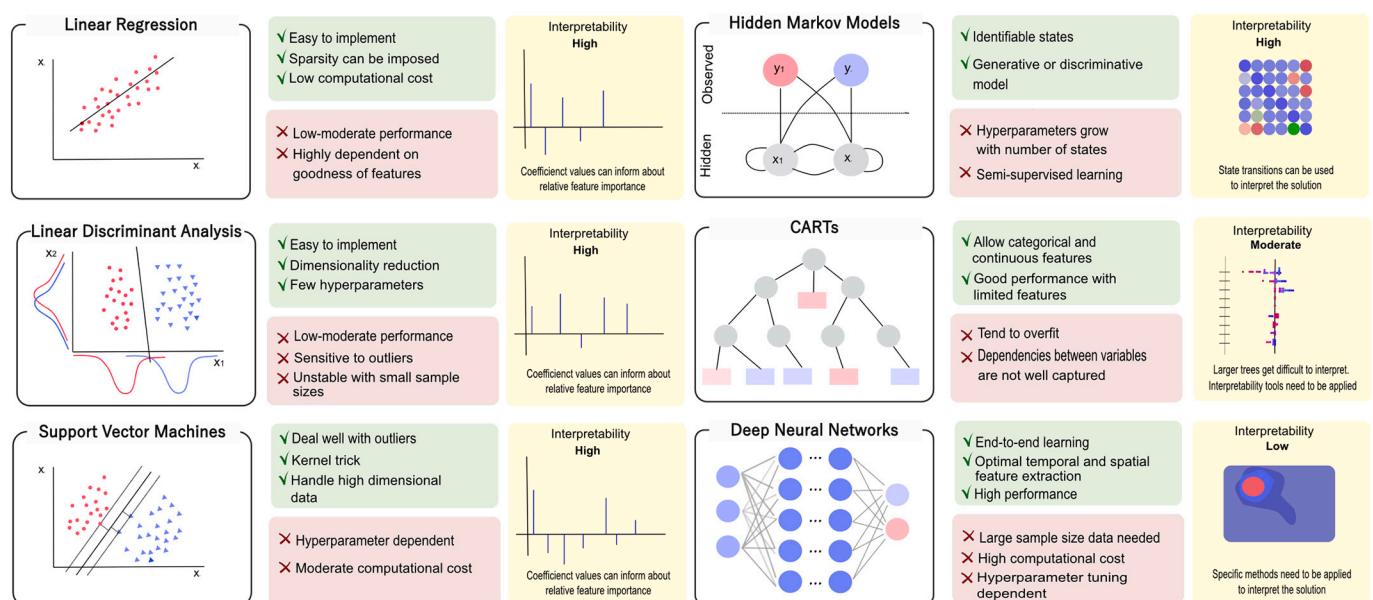 Linear Regression
X.
X.
✓ Easy to implement
✓ Sparsity can be imposed
✓ Low computational cost
✗ Low-moderate performance
✗ Highly dependent on
goodness of features
Interpretability
High
Coefificienct values can inform about
relative feature importance
Hidden Markov Models
Observed
Hidden
y1
y.
x1
x.
✓ Identifiable states
✓ Generative or discriminative
model
✗ Hyperparameters grow
with number of states
✗ Semi-supervised learning
Interpretability
High
State transitions can be used
to interpret the solution
Linear Discriminant Analysis
X2
X1
✓ Easy to implement
✓ Dimensionality reduction
✓ Few hyperparameters
✗ Low-moderate performance
✗ Sensitive to outliers
✗ Unstable with small sample
sizes
Interpretability
High
Coefificienct values can inform about
relative feature importance
CARTs
✓ Allow categorical and
continuous features
✓ Good performance with
limited features
✗ Tend to overfit
✗ Dependencies between variables
are not well captured
Interpretability
Moderate
Larger trees get difficult to interpret.
Interpretability tools need to be applied
Support Vector Machines
X.
X.
✓ Deal well with outliers
✓ Kernel trick
✓ Handle high dimensional
data
✗ Hyperparameter dependent
✗ Moderate computational cost
Interpretability
High
Coefificienct values can inform about
relative feature importance
Deep Neural Networks
... ...
... ...
... ...
... ...
... ...
✓ End-to-end learning
✓ Optimal temporal and spatial
feature extraction
✓ High performance
✗ Large sample size data needed
✗ High computational cost
✗ Hyperparameter tuning
dependent
Interpretability
Low
Specific methods need to be applied
to interpret the solution